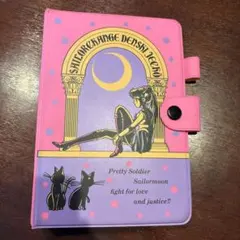 SAILORCHANGE DENSHI TECHO
Pretty Soldier
Sailormoon
fight for love
and justice!!